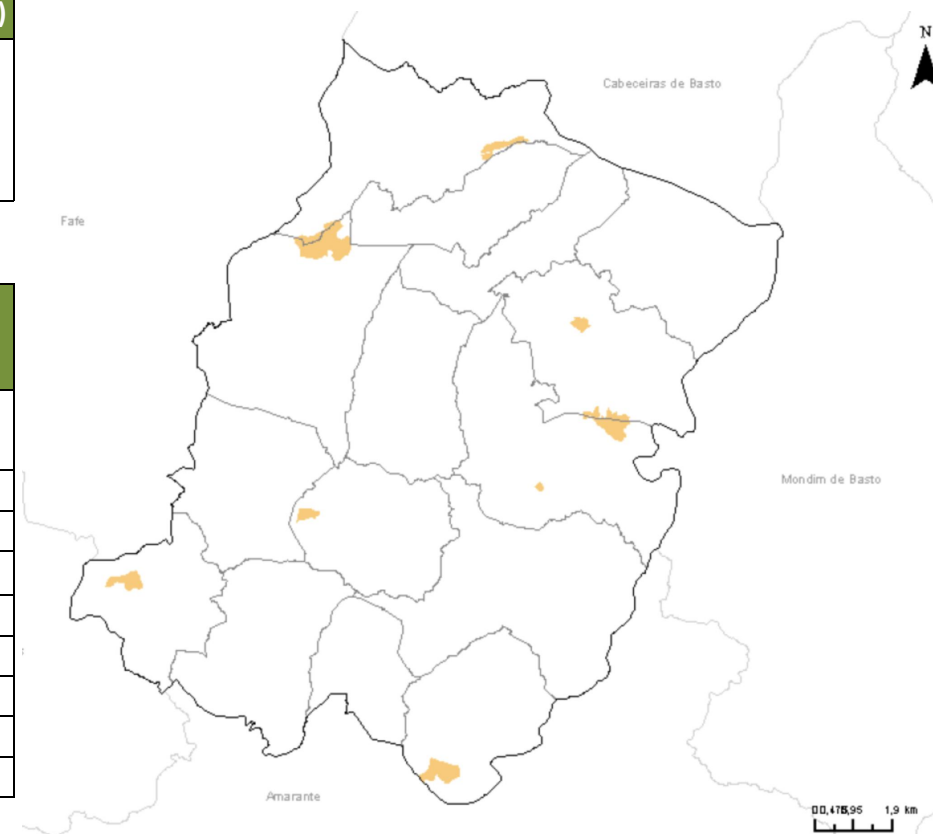 )
N
Cabeceiras de Basto
Fafe
Mondim de Basto
Amarante
1,9 km